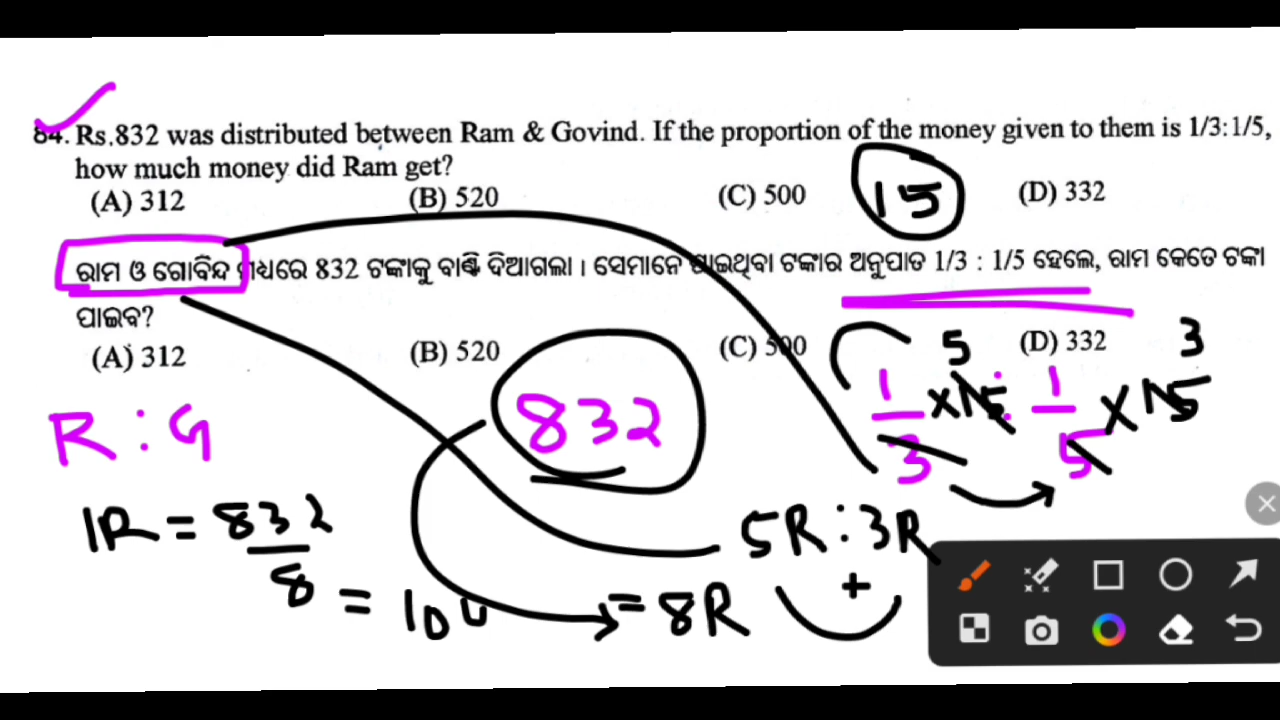 84. Rs.832 was distributed between Ram & Govind. If the proportion of the money given to them is 1/3:1/5,
how much money did Ram get?
(A) 312 (B) 520 (C) 500 (D) 332
15
ରାମ ଓ ଗୋବିନ୍ଦ ମଧ୍ୟରେ 832 ଟଙ୍କାକୁ ବାଣ୍ଟି ଦିଆଗଲା । ସେମାନେ ପାଇଥିବା ଟଙ୍କାର ଅନୁପାତ 1/3 : 1/5 ହେଲେ, ରାମ କେତେ ଟଙ୍କା
ପାଇବ?
(A) 312 (B) 520 (C) 500 (D) 332
5 3
R : G 832 1/3 ×15 : 1/5 ×15
1R = 832/8 5R : 3R
= 104 = 8R +